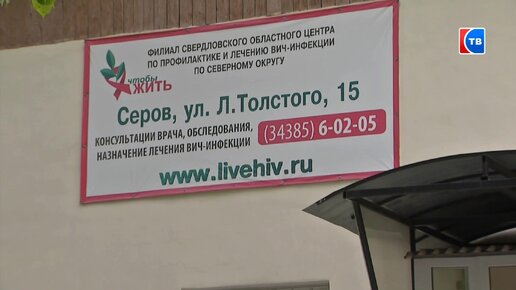 ФИЛИАЛ СВЕРДЛОВСКОГО ОБЛАСТНОГО ЦЕНТРА
ПО ПРОФИЛАКТИКЕ И ЛЕЧЕНИЮ ВИЧ-ИНФЕКЦИИ
ПО СЕВЕРНОМУ ОКРУГУ
чтобы
ЖИТЬ
Серов, ул. Л.Толстого, 15
КОНСУЛЬТАЦИИ ВРАЧА, ОБСЛЕДОВАНИЯ,
НАЗНАЧЕНИЕ ЛЕЧЕНИЯ ВИЧ-ИНФЕКЦИИ
(34385) 6-02-05
www.livehiv.ru
ТВ